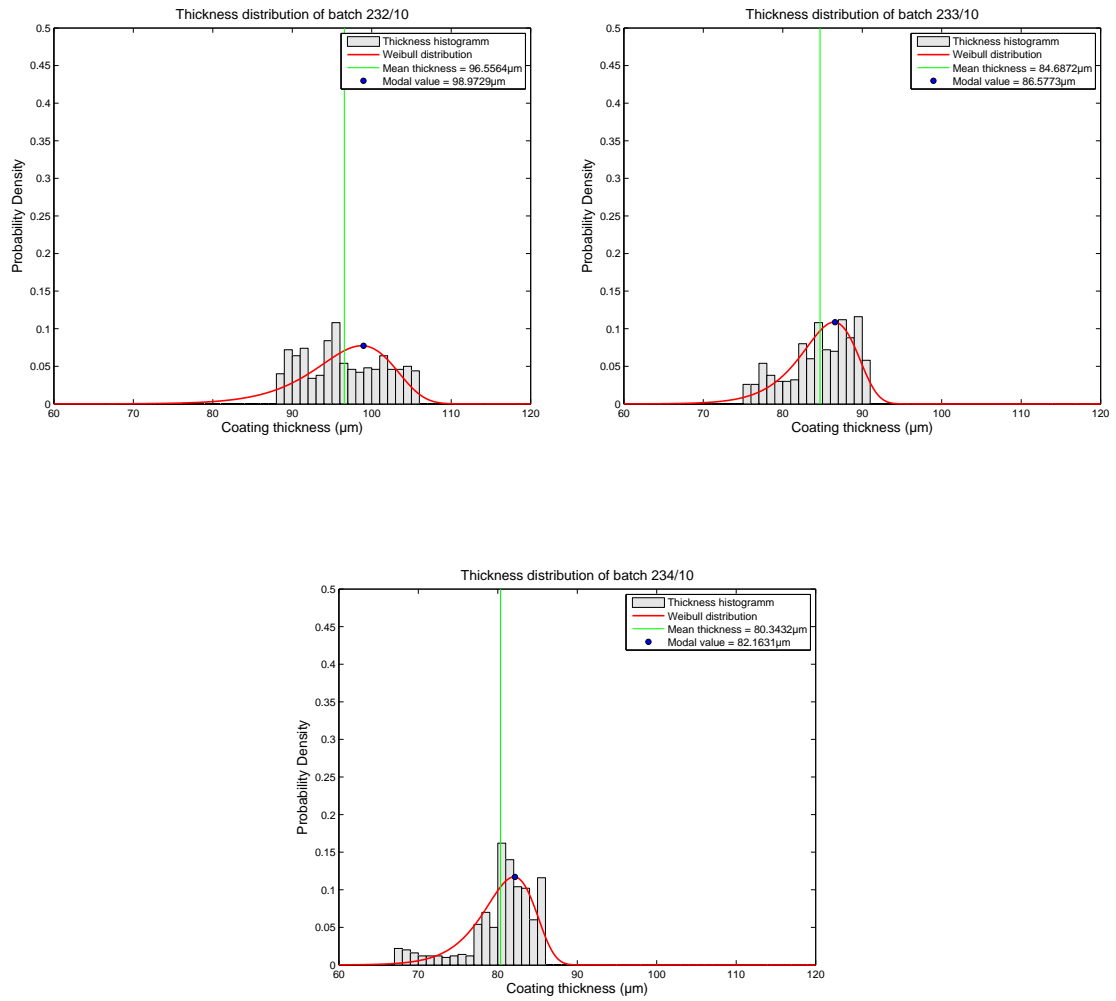 Thickness distribution of batch 232/10
0.5
0.45
0.4
0.35
0.3
0.25
0.2
0.15
0.1
0.05
0
Probability Density
Thickness histogramm
Weibull distribution
Mean thickness = 96.5564µm
Modal value = 98.9729µm
60 70 80 90 100 110 120
Coating thickness (µm)
Thickness distribution of batch 233/10
0.5
0.45
0.4
0.35
0.3
0.25
0.2
0.15
0.1
0.05
0
Probability Density
Thickness histogramm
Weibull distribution
Mean thickness = 84.6872µm
Modal value = 86.5773µm
60 70 80 90 100 110 120
Coating thickness (µm)
Thickness distribution of batch 234/10
0.5
0.45
0.4
0.35
0.3
0.25
0.2
0.15
0.1
0.05
0
Probability Density
Thickness histogramm
Weibull distribution
Mean thickness = 80.3432µm
Modal value = 82.1631µm
60 70 80 90 100 110 120
Coating thickness (µm)